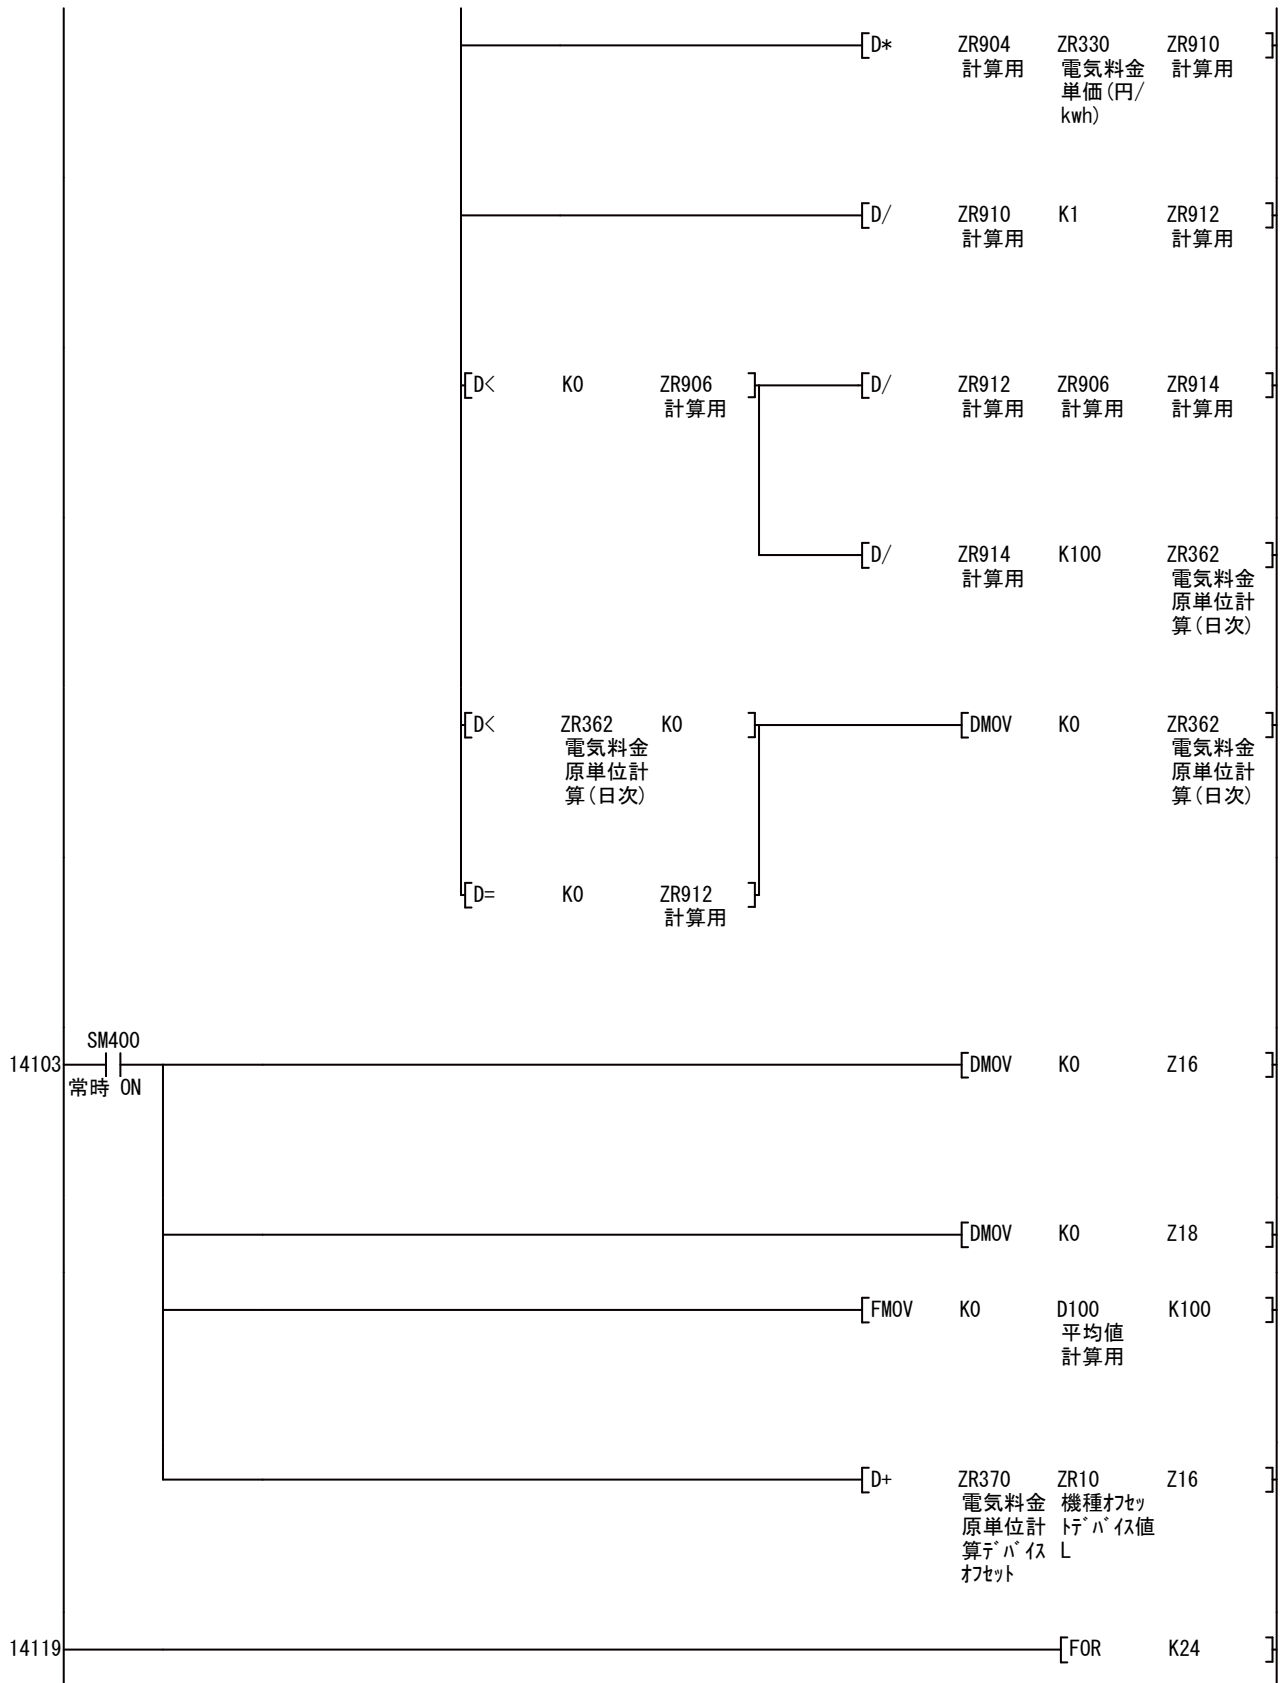 [D* ZR904 ZR330 ZR910 ]
計算用 電気料金 計算用
単価(円/
kwh)
[D/ ZR910 K1 ZR912 ]
計算用 計算用
[D< K0 ZR906 ] [D/ ZR912 ZR906 ZR914 ]
計算用 計算用 計算用 計算用
[D/ ZR914 K100 ZR362 ]
計算用 電気料金
原単位計
算(日次)
[D< ZR362 K0 ] [DMOV K0 ZR362 ]
電気料金 電気料金
原単位計 原単位計
算(日次) 算(日次)
[D= K0 ZR912 ]
計算用
SM400
14103 [DMOV K0 Z16 ]
常時 ON
[DMOV K0 Z18 ]
[FMOV K0 D100 K100 ]
平均値
計算用
[D+ ZR370 ZR10 Z16 ]
電気料金 機種ｵﾌｾｯ
原単位計 ﾄﾃﾞﾊﾞｲｽ値
算ﾃﾞﾊﾞｲｽ L
ｵﾌｾｯﾄ
14119 [FOR K24 ]